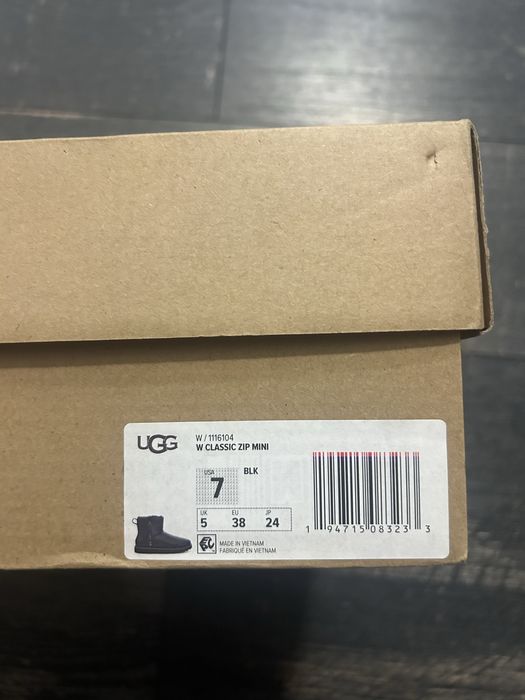 UGG
W / 1116104
W CLASSIC ZIP MINI
USA
7
BLK
UK EU JP
5 38 24
MADE IN VIETNAM
FABRIQUÉ EN VIETNAM
1 94715 08323 3